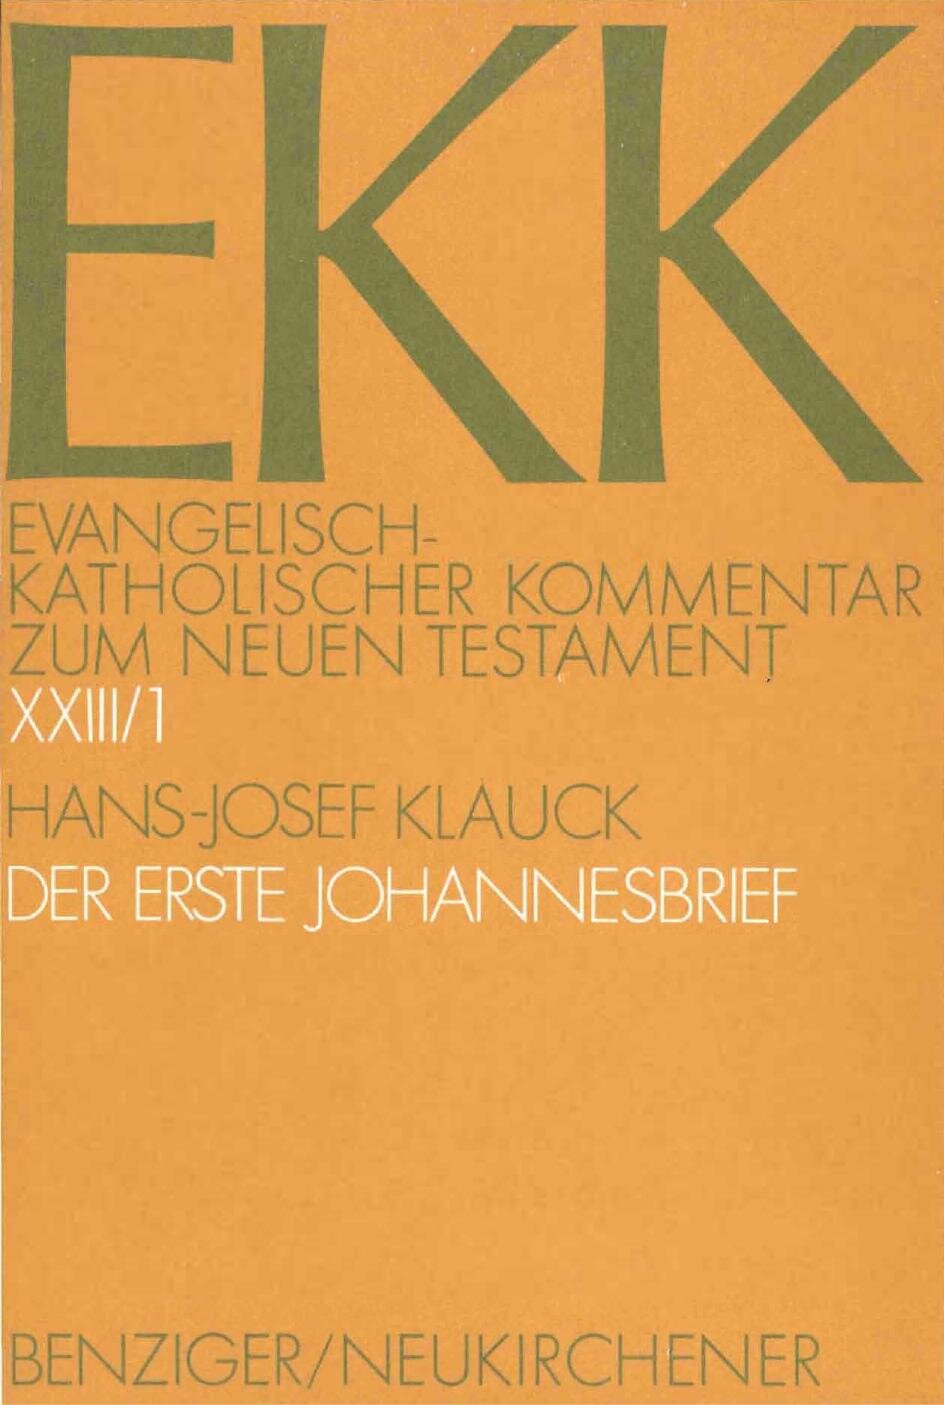 EKK
EVANGELISCH-
KATHOLISCHER KOMMENTAR
ZUM NEUEN TESTAMENT
XXIII/1
HANS-JOSEF KLAUCK
DER ERSTE JOHANNESBRIEF
BENZIGER/NEUKIRCHENER